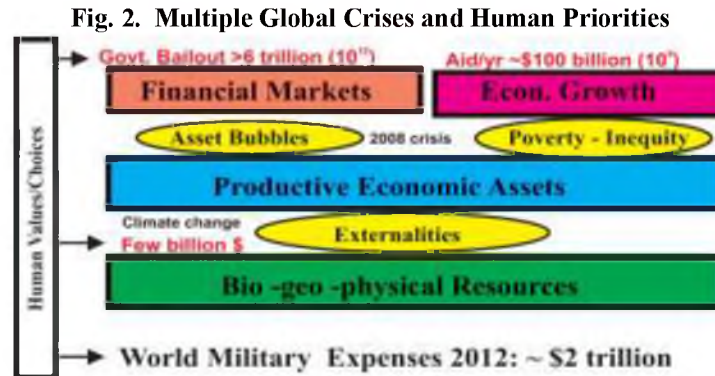 Fig. 2. Multiple Global Crises and Human Priorities
Govt. Bailout >6 trillion (10¹²) Aid/yr ~$100 billion (10⁹)
Financial Markets Econ. Growth
Asset Bubbles 2008 crisis Poverty - Inequity
Productive Economic Assets
Climate change
Few billion $ Externalities
Bio -geo -physical Resources
World Military Expenses 2012: ~ $2 trillion
Human Values/Choices